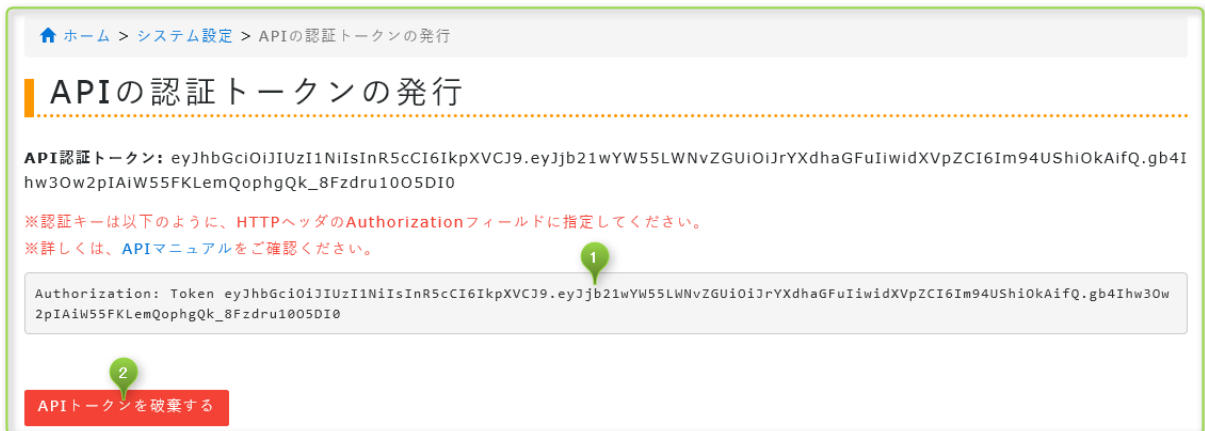 ホーム > システム設定 > APIの認証トークンの発行
APIの認証トークンの発行
API認証トークン: eyJhbGciOiJIUzI1NiIsInR5cCI6IkpXVCJ9.eyJjb21wYW55LWNvZGUiOiJrYXdhaGFuIiwidXVpZCI6Im94UShiOkAifQ.gb4I
hw3Ow2pIAiW55FKLemQophgQk_8Fzdru10O5DI0
※認証キーは以下のように、HTTPヘッダのAuthorizationフィールドに指定してください。
※詳しくは、APIマニュアルをご確認ください。
1
Authorization: Token eyJhbGciOiJIUzI1NiIsInR5cCI6IkpXVCJ9.eyJjb21wYW55LWNvZGUiOiJrYXdhaGFuIiwidXVpZCI6Im94UShiOkAifQ.gb4Ihw3Ow
2pIAiW55FKLemQophgQk_8Fzdru10O5DI0
2
APIトークンを破棄する